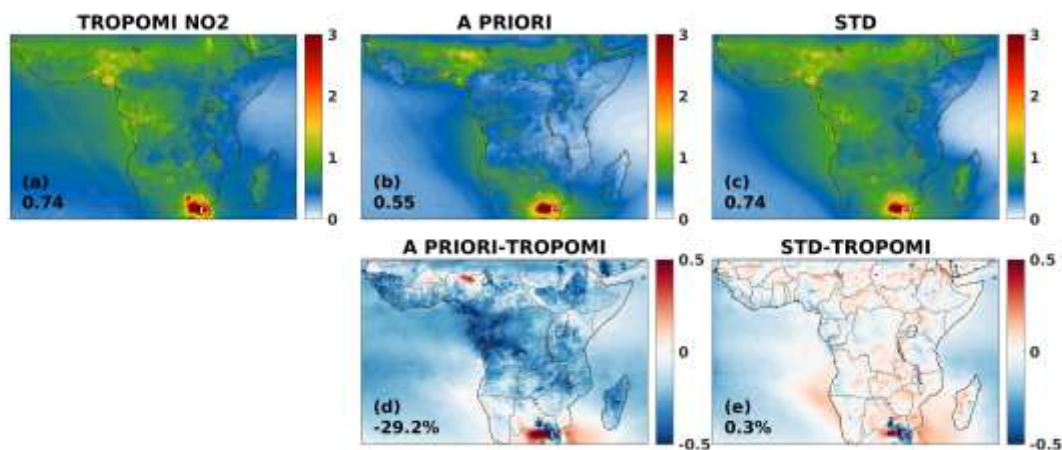 TROPOMI NO2
A PRIORI
STD
3
2
1
0
(a)
0.74
3
2
1
0
(b)
0.55
3
2
1
0
(c)
0.74
A PRIORI-TROPOMI
STD-TROPOMI
0.5
0
-0.5
(d)
-29.2%
0.5
0
-0.5
(e)
0.3%